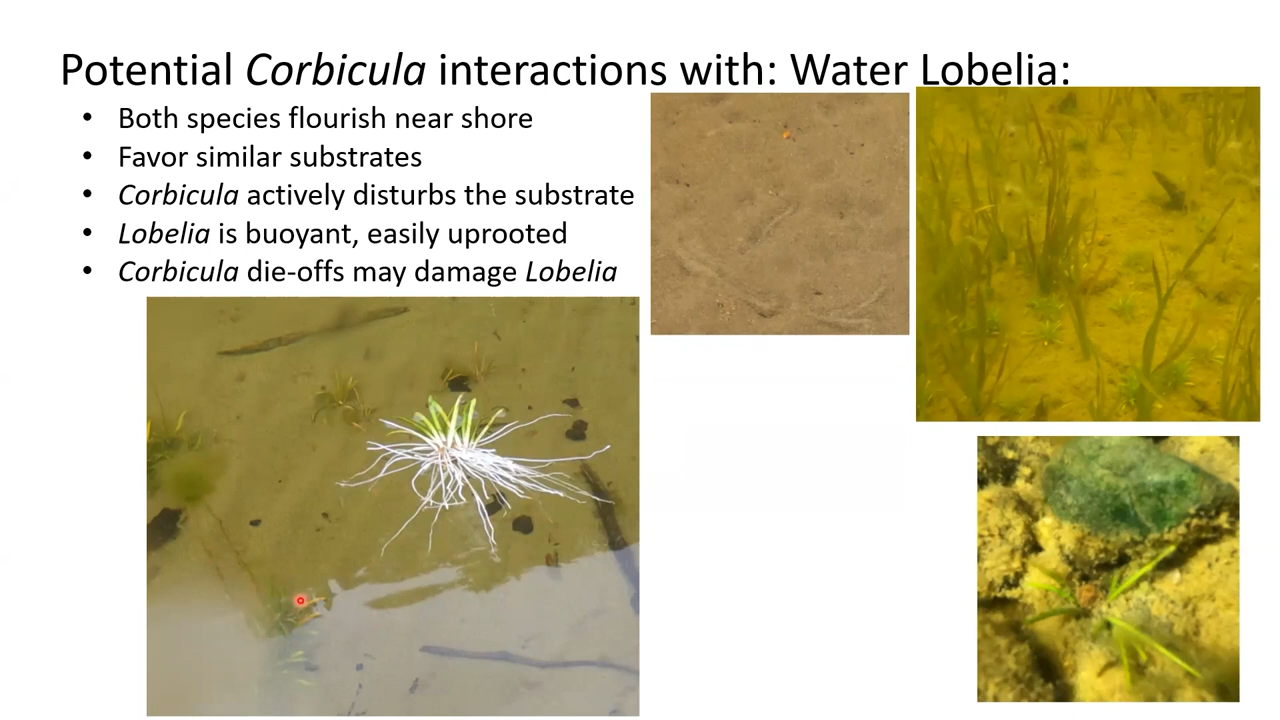 Potential Corbicula interactions with: Water Lobelia:
• Both species flourish near shore
• Favor similar substrates
• Corbicula actively disturbs the substrate
• Lobelia is buoyant, easily uprooted
• Corbicula die-offs may damage Lobelia